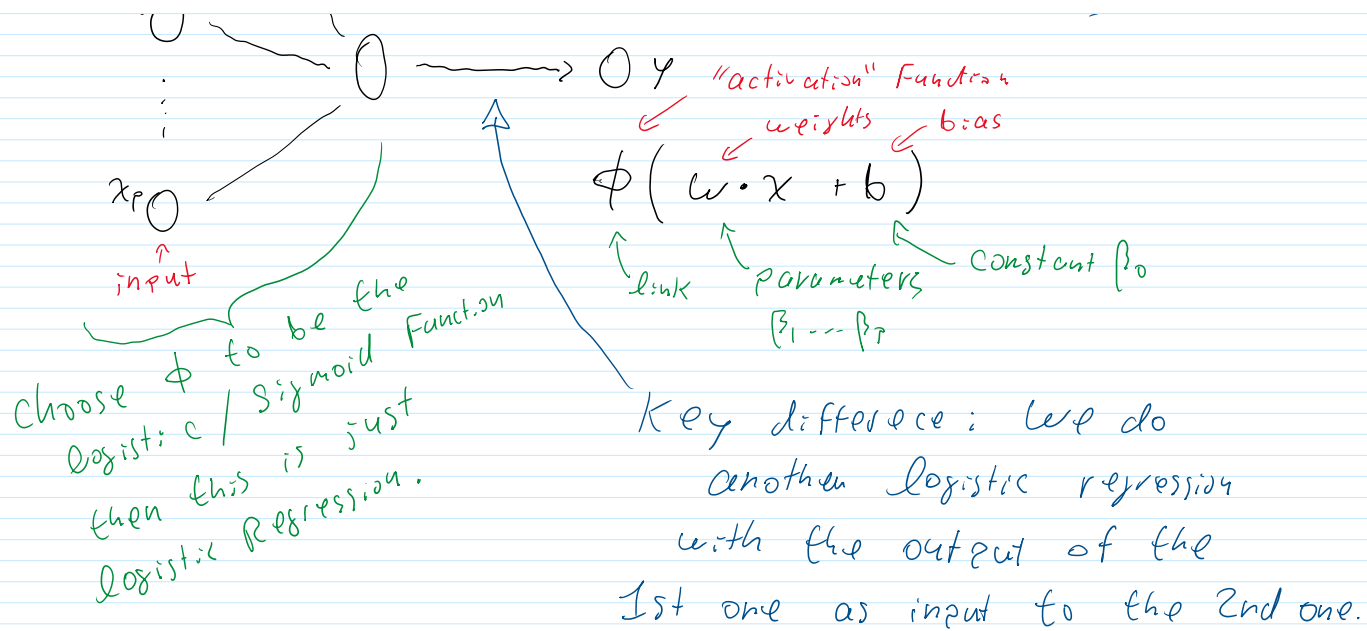 y
"activation" Function
weights
bias
ϕ( w·x + b )
x_p
input
link
parameters
β₁ --- β_p
constant β₀
Choose ϕ to be the
logistic / sigmoid Function
then this is just
logistic Regression.
Key differece: we do
another logistic regression
with the output of the
1st one as input to the 2nd one.